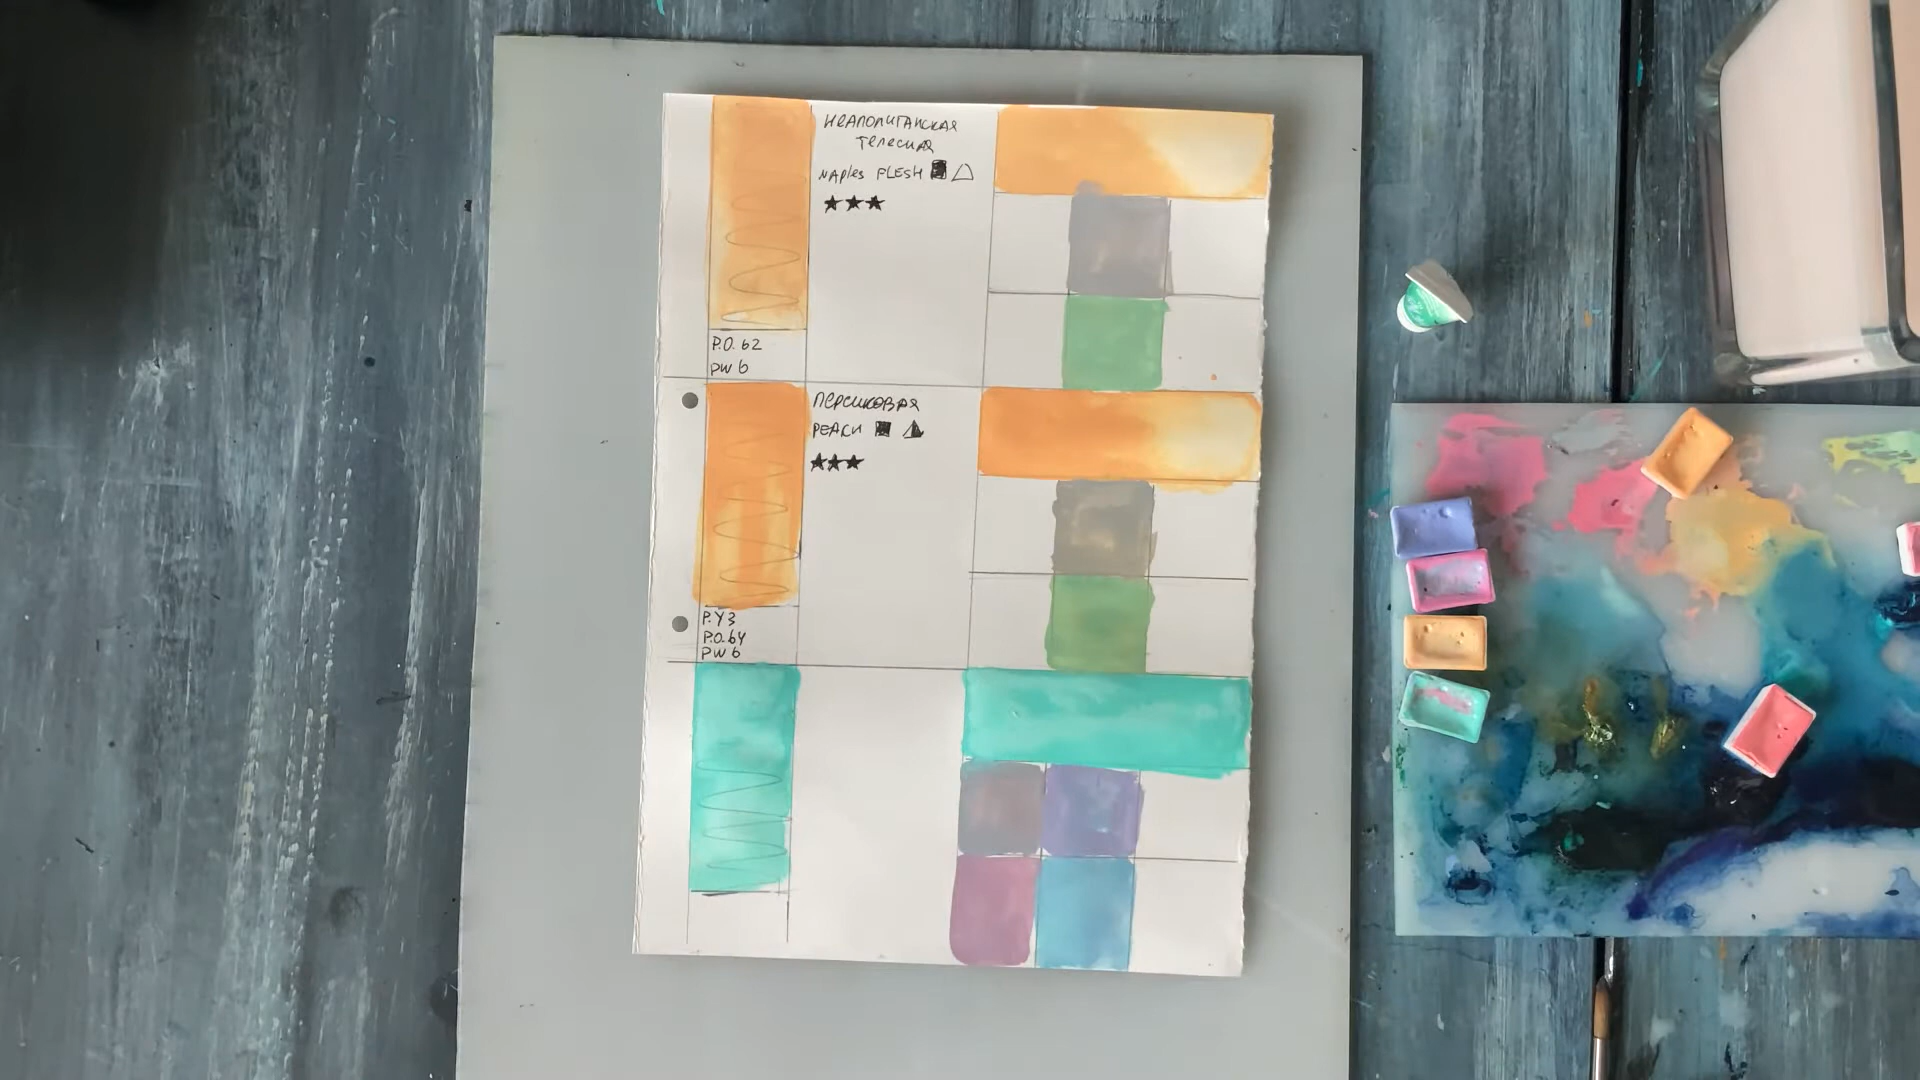 НЕАПОЛИТАНСКАЯ
ТЕЛЕСНАЯ
NAPLES FLESH
P.O. 62
PW 6
ПЕРСИКОВАЯ
PEACH
P.Y3
P.O.64
PW 6